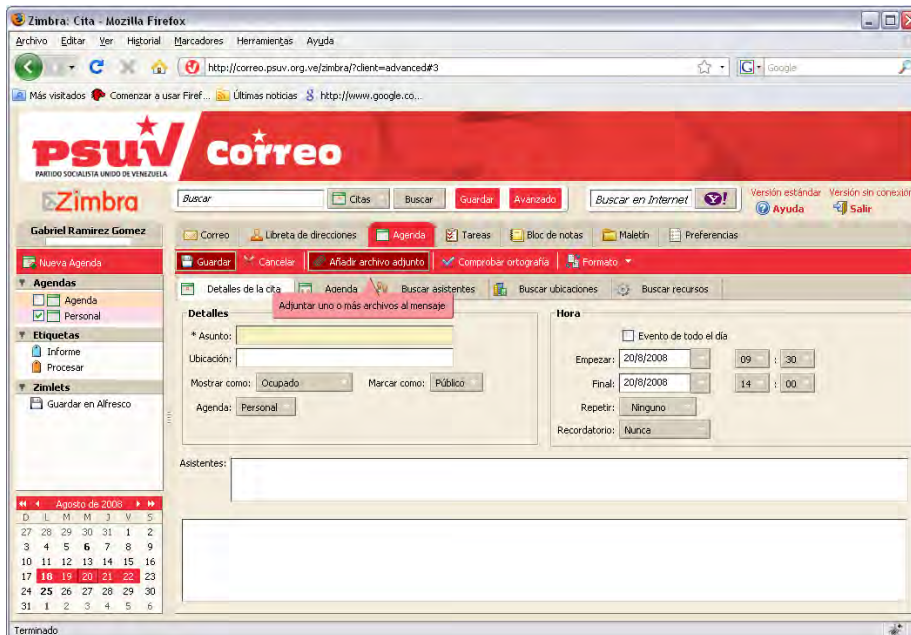 Zimbra: Cita - Mozilla Firefox
Archivo Editar Ver Historial Marcadores Herramientas Ayuda
http://correo.psuv.org.ve/zimbra/?client=advanced#3
G Google
Más visitados Comenzar a usar Firef... Últimas noticias http://www.google.co...
PSUV Correo
PARTIDO SOCIALISTA UNIDO DE VENEZUELA
Zimbra
Buscar Citas Buscar Guardar Avanzado Buscar en Internet Y! Versión estándar Versión sin conexión
Ayuda Salir
Gabriel Ramirez Gomez
Correo Libreta de direcciones Agenda Tareas Bloc de notas Maletín Preferencias
Nueva Agenda
Guardar Cancelar Añadir archivo adjunto Comprobar ortografía Formato
Agendas
Agenda
Personal
Etiquetas
Informe
Procesar
Zimlets
Guardar en Alfresco
Detalles de la cita Agenda Buscar asistentes Buscar ubicaciones Buscar recursos
Adjuntar uno o más archivos al mensaje
Detalles
* Asunto:
Ubicación:
Mostrar como: Ocupado Marcar como: Público
Agenda: Personal
Hora
Evento de todo el día
Empezar: 20/8/2008 09 : 30
Final: 20/8/2008 14 : 00
Repetir: Ninguno
Recordatorio: Nunca
Asistentes:
Agosto de 2008
D L M M J V S
27 28 29 30 31 1 2
3 4 5 6 7 8 9
10 11 12 13 14 15 16
17 18 19 20 21 22 23
24 25 26 27 28 29 30
31 1 2 3 4 5 6
Terminado